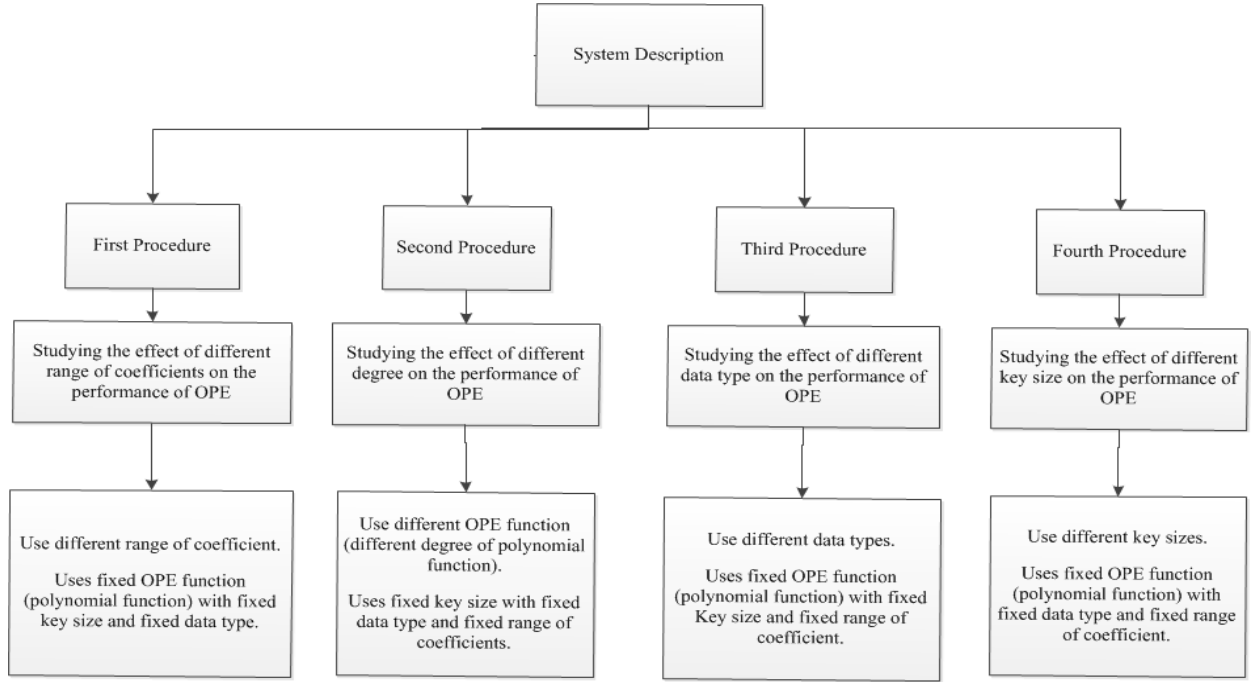 System Description
First Procedure
Second Procedure
Third Procedure
Fourth Procedure
Studying the effect of different
range of coefficients on the
performance of OPE
Studying the effect of different
degree on the performance of
OPE
Studying the effect of different
data type on the performance of
OPE
Studying the effect of different
key size on the performance of
OPE
Use different range of coefficient.
Uses fixed OPE function
(polynomial function) with fixed
key size and fixed data type.
Use different OPE function
(different degree of polynomial
function).
Uses fixed key size with fixed
data type and fixed range of
coefficients.
Use different data types.
Uses fixed OPE function
(polynomial function) with fixed
Key size and fixed range of
coefficient.
Use different key sizes.
Uses fixed OPE function
(polynomial function) with
fixed data type and fixed range
of coefficient.